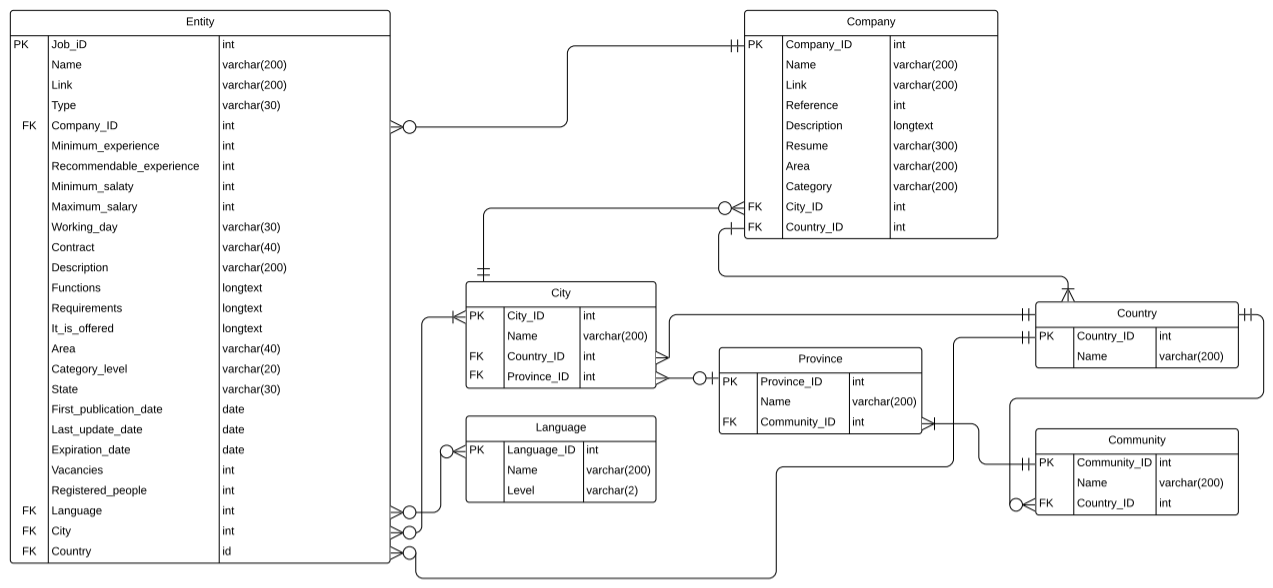 Entity
PK Job_iD int
Name varchar(200)
Link varchar(200)
Type varchar(30)
FK Company_ID int
Minimum_experience int
Recommendable_experience int
Minimum_salaty int
Maximum_salary int
Working_day varchar(30)
Contract varchar(40)
Description varchar(200)
Functions longtext
Requirements longtext
It_is_offered longtext
Area varchar(40)
Category_level varchar(20)
State varchar(30)
First_publication_date date
Last_update_date date
Expiration_date date
Vacancies int
Registered_people int
FK Language int
FK City int
FK Country id
Company
PK Company_ID int
Name varchar(200)
Link varchar(200)
Reference int
Description longtext
Resume varchar(300)
Area varchar(200)
Category varchar(200)
FK City_ID int
FK Country_ID int
City
PK City_ID int
Name varchar(200)
FK Country_ID int
FK Province_ID int
Language
PK Language_ID int
Name varchar(200)
Level varchar(2)
Province
PK Province_ID int
Name varchar(200)
FK Community_ID int
Country
PK Country_ID int
Name varchar(200)
Community
PK Community_ID int
Name varchar(200)
FK Country_ID int